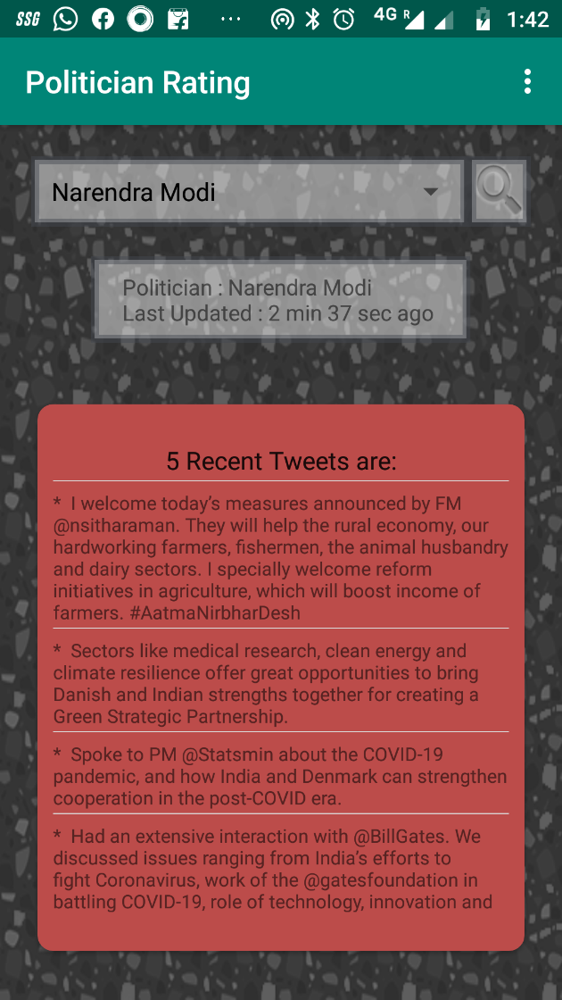 SSG 4G R 1:42
Politician Rating
Narendra Modi
Politician : Narendra Modi
Last Updated : 2 min 37 sec ago
5 Recent Tweets are:
* I welcome today's measures announced by FM
@nsitharaman. They will help the rural economy, our
hardworking farmers, fishermen, the animal husbandry
and dairy sectors. I specially welcome reform
initiatives in agriculture, which will boost income of
farmers. #AatmaNirbharDesh
* Sectors like medical research, clean energy and
climate resilience offer great opportunities to bring
Danish and Indian strengths together for creating a
Green Strategic Partnership.
* Spoke to PM @Statsmin about the COVID-19
pandemic, and how India and Denmark can strengthen
cooperation in the post-COVID era.
* Had an extensive interaction with @BillGates. We
discussed issues ranging from India's efforts to
fight Coronavirus, work of the @gatesfoundation in
battling COVID-19, role of technology, innovation and